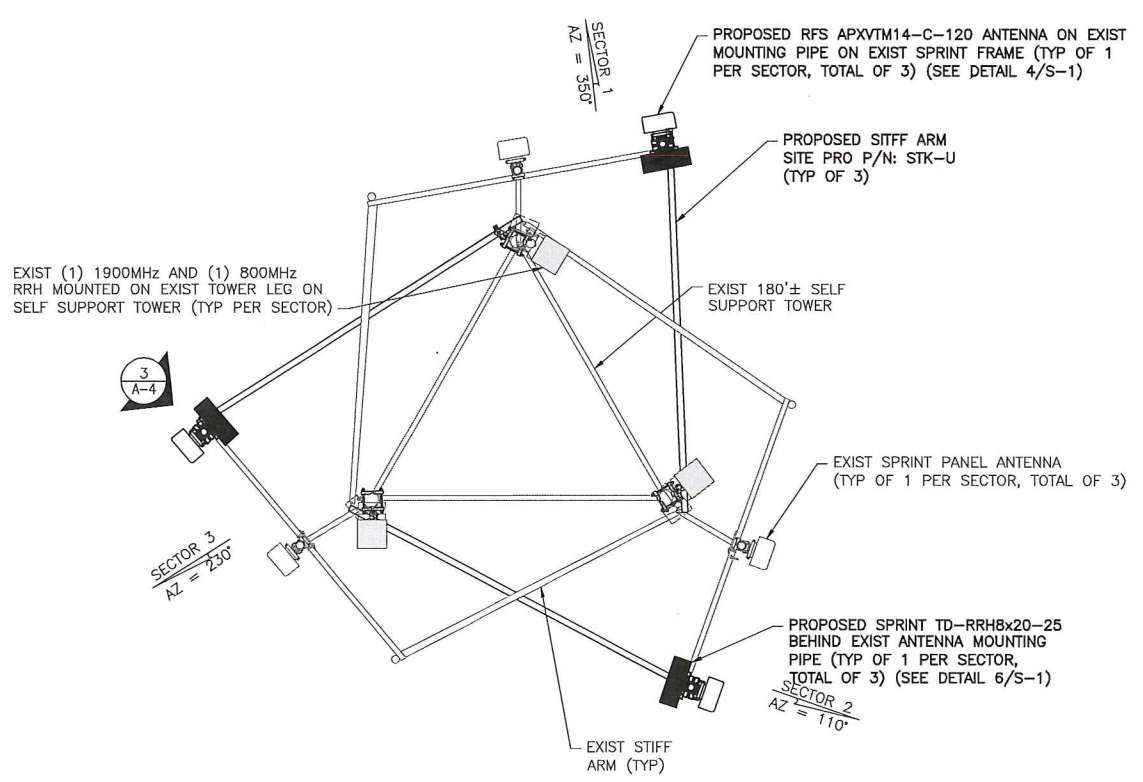 SECTOR 1
AZ = 350°
PROPOSED RFS APXVTM14-C-120 ANTENNA ON EXIST
MOUNTING PIPE ON EXIST SPRINT FRAME (TYP OF 1
PER SECTOR, TOTAL OF 3) (SEE DETAIL 4/S-1)
PROPOSED SITFF ARM
SITE PRO P/N: STK-U
(TYP OF 3)
EXIST (1) 1900MHz AND (1) 800MHz
RRH MOUNTED ON EXIST TOWER LEG ON
SELF SUPPORT TOWER (TYP PER SECTOR)
EXIST 180'± SELF
SUPPORT TOWER
3
A-4
EXIST SPRINT PANEL ANTENNA
(TYP OF 1 PER SECTOR, TOTAL OF 3)
SECTOR 3
AZ = 230°
PROPOSED SPRINT TD-RRH8x20-25
BEHIND EXIST ANTENNA MOUNTING
PIPE (TYP OF 1 PER SECTOR,
TOTAL OF 3) (SEE DETAIL 6/S-1)
SECTOR 2
AZ = 110°
EXIST STIFF
ARM (TYP)